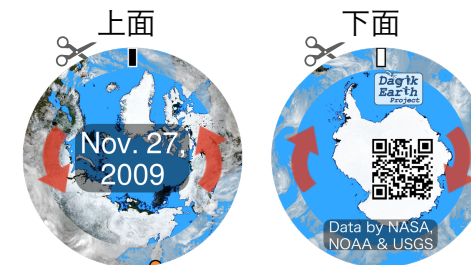 上面
下面
Nov. 27,
2009
Dagik
Earth
Project
Data by NASA,
NOAA & USGS